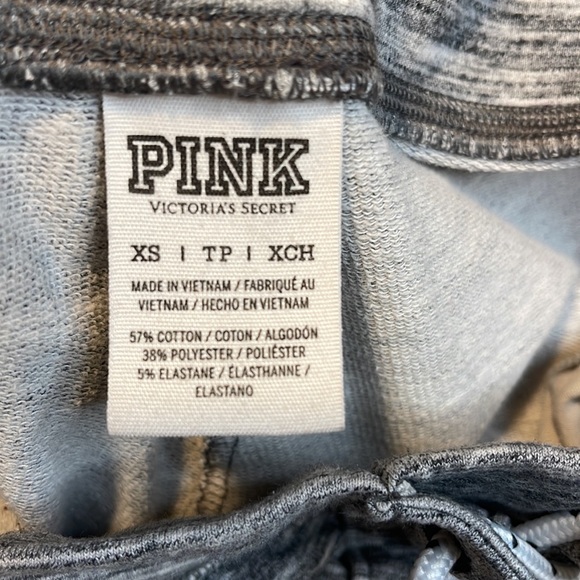 PINK
VICTORIA'S SECRET
XS | TP | XCH
MADE IN VIETNAM / FABRIQUÉ AU
VIETNAM / HECHO EN VIETNAM
57% COTTON / COTON / ALGODÓN
38% POLYESTER / POLIÉSTER
5% ELASTANE / ÉLASTHANNE /
ELASTANO